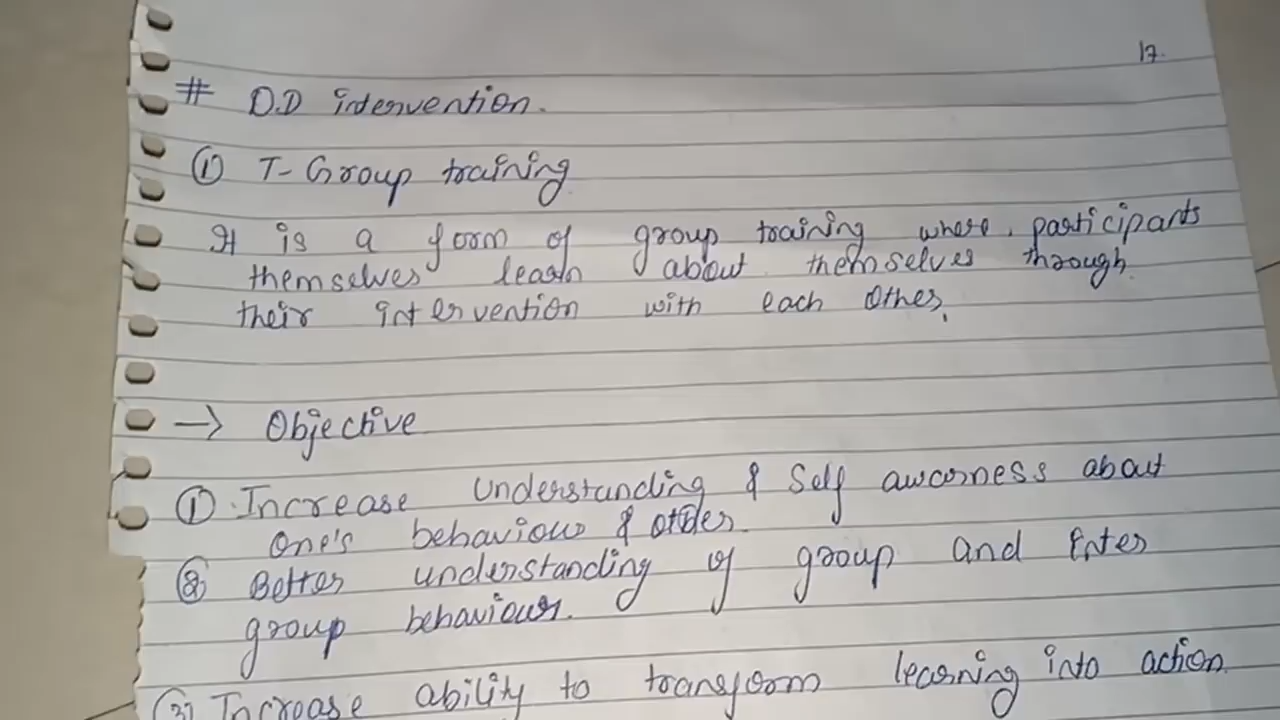 17.
# O.D intervention.
① T-Group training
It is a form of group training where participants
themselves learn about themselves through
their intervention with each other,
→ Objective
① Increase understanding & Self awarness about
one's behaviour & other.
② Better understanding of group and Inter
group behaviour.
③ Increase ability to transform learning into action